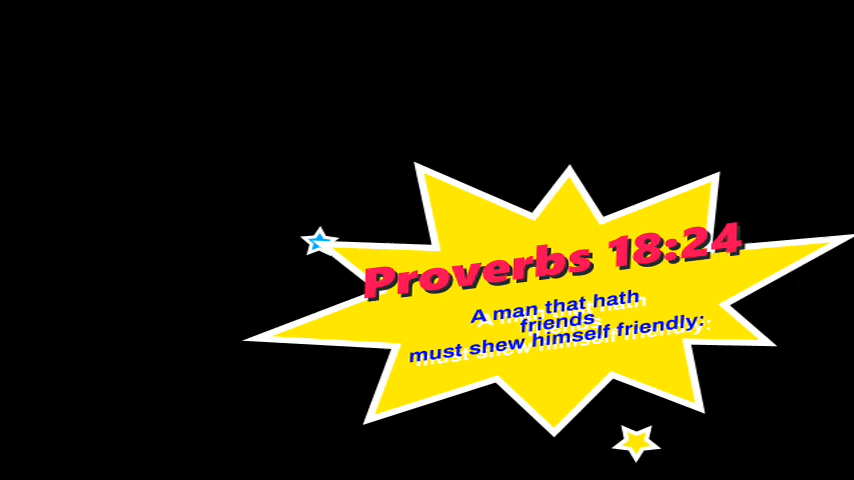 Proverbs 18:24
A man that hath
friends
must shew himself friendly: